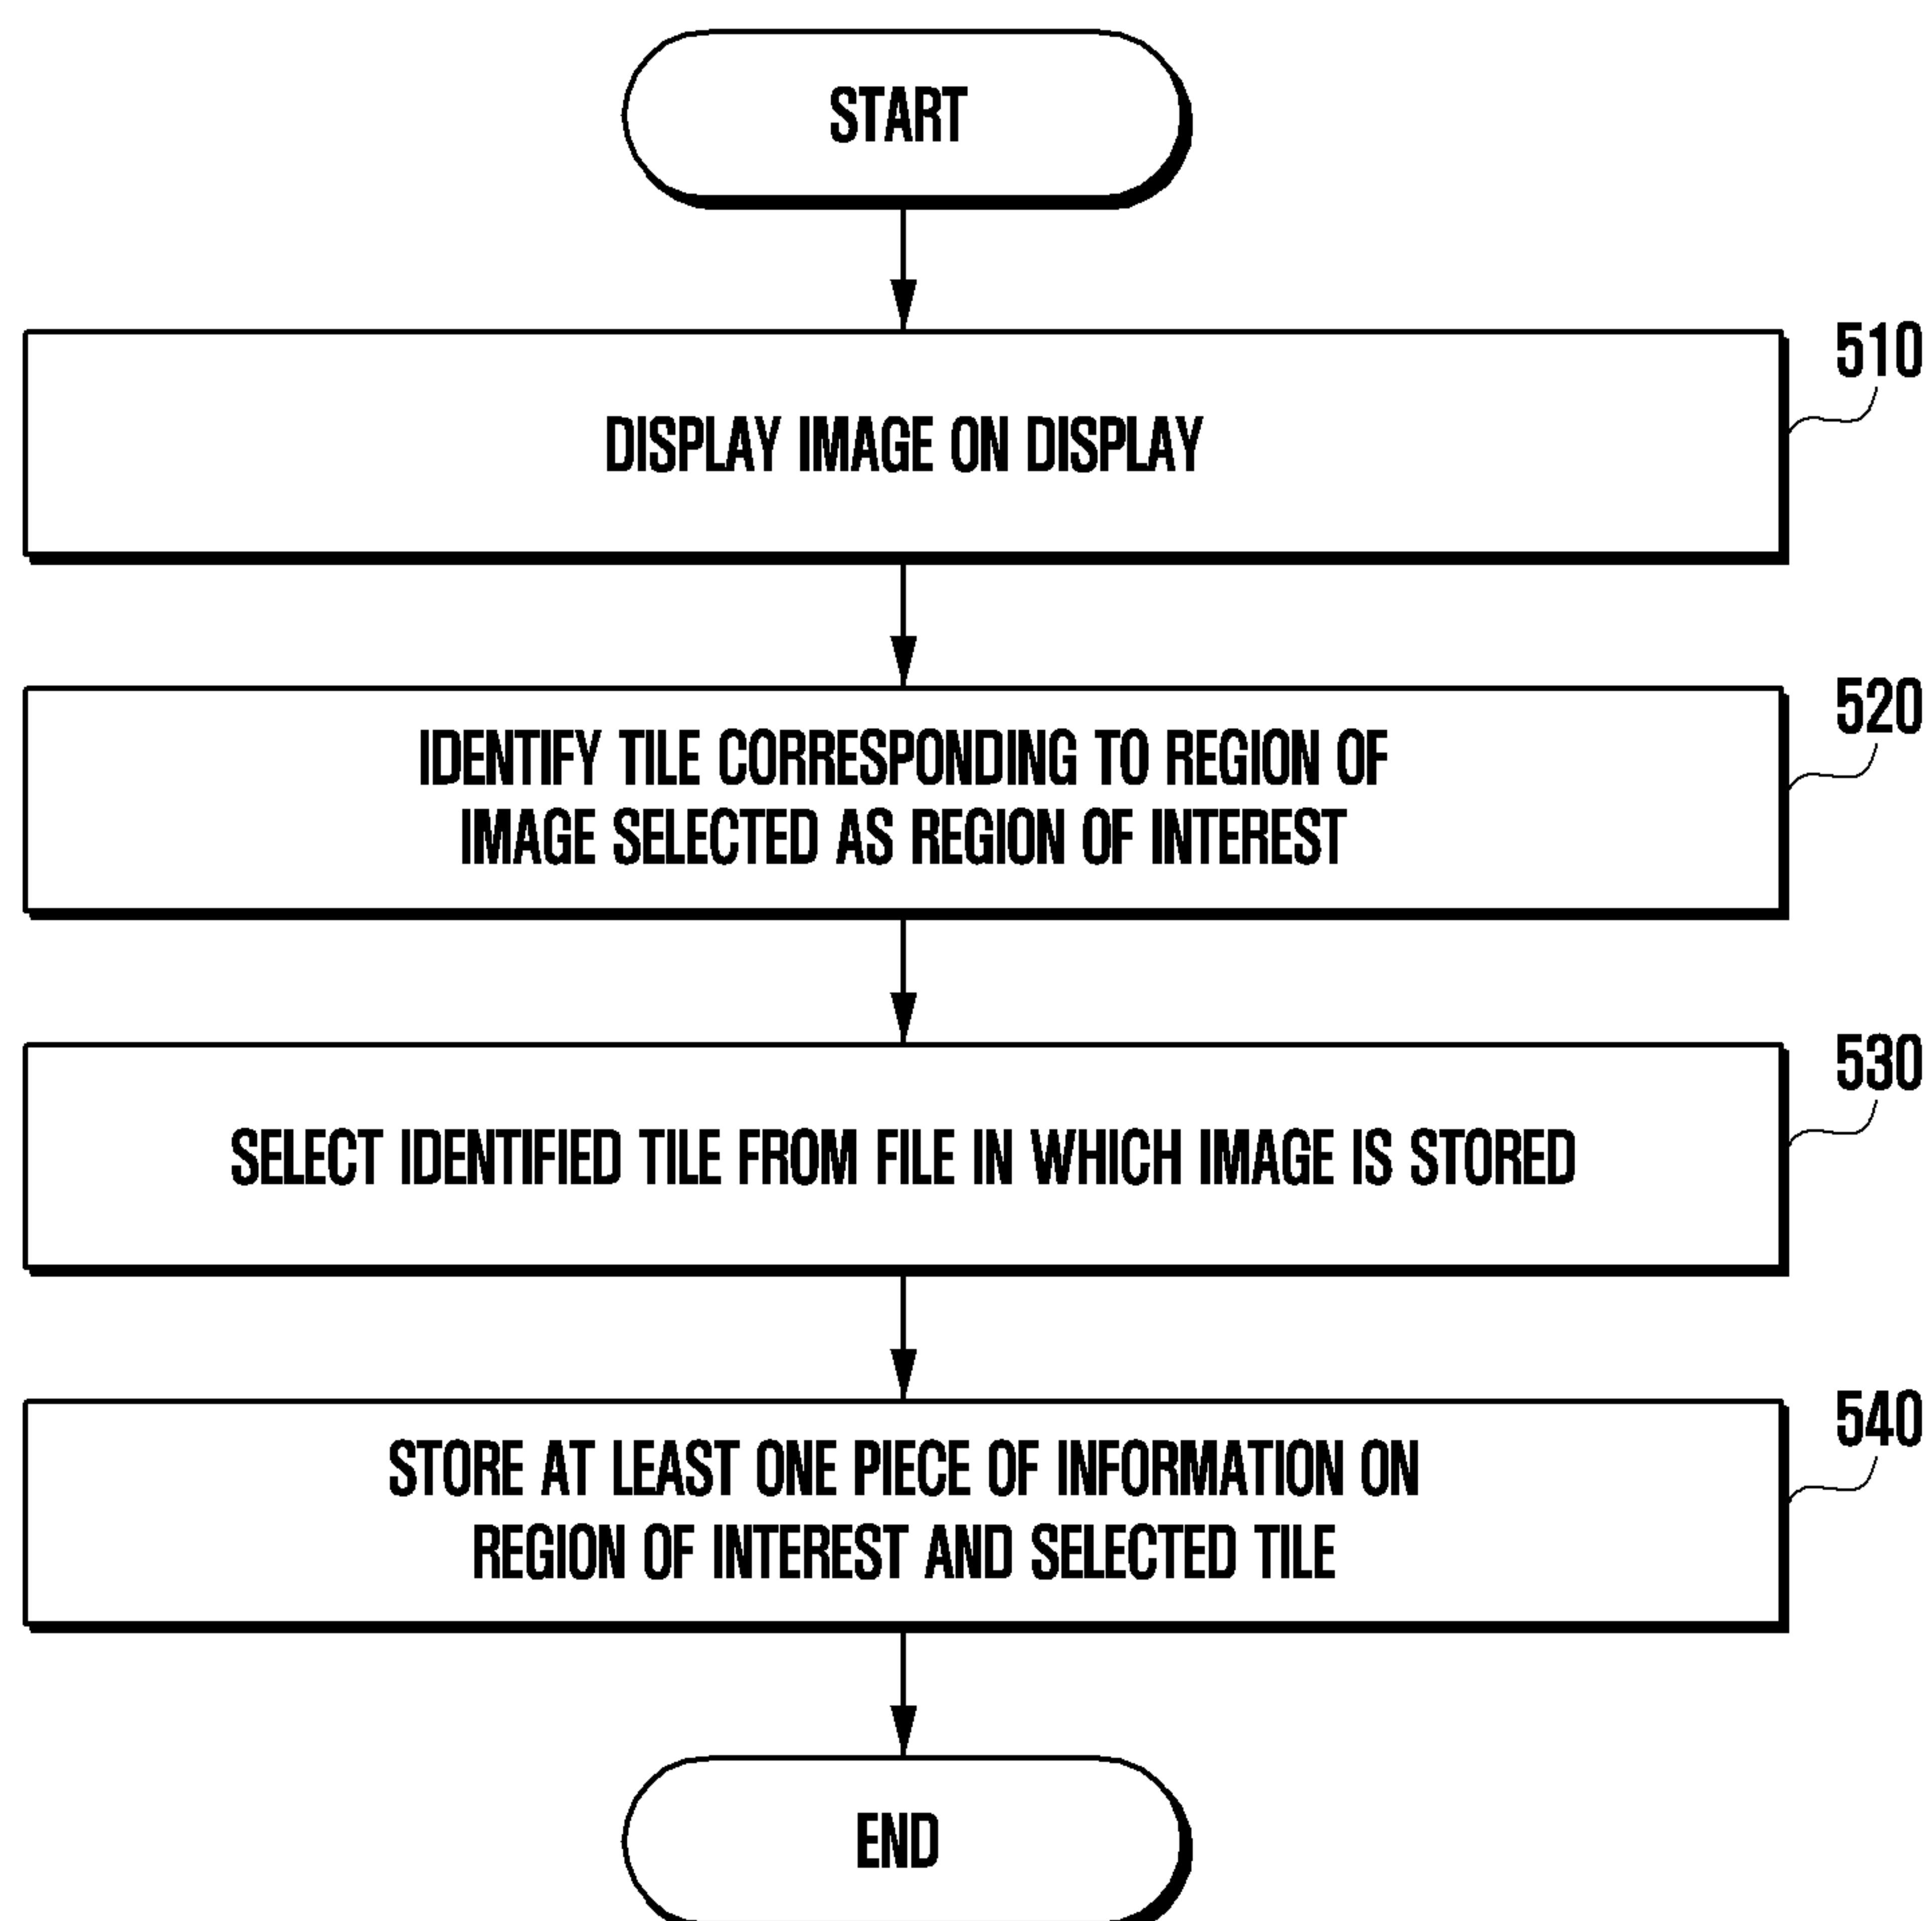 START
510
DISPLAY IMAGE ON DISPLAY
520
IDENTIFY TILE CORRESPONDING TO REGION OF
IMAGE SELECTED AS REGION OF INTEREST
530
SELECT IDENTIFIED TILE FROM FILE IN WHICH IMAGE IS STORED
540
STORE AT LEAST ONE PIECE OF INFORMATION ON
REGION OF INTEREST AND SELECTED TILE
END